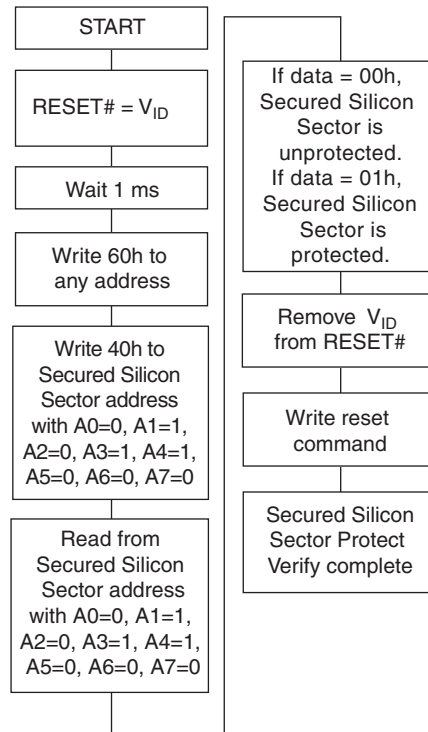 START
RESET# = VID
Wait 1 ms
Write 60h to
any address
Write 40h to
Secured Silicon
Sector address
with A0=0, A1=1,
A2=0, A3=1, A4=1,
A5=0, A6=0, A7=0
Read from
Secured Silicon
Sector address
with A0=0, A1=1,
A2=0, A3=1, A4=1,
A5=0, A6=0, A7=0
If data = 00h,
Secured Silicon
Sector is
unprotected.
If data = 01h,
Secured Silicon
Sector is
protected.
Remove VID
from RESET#
Write reset
command
Secured Silicon
Sector Protect
Verify complete